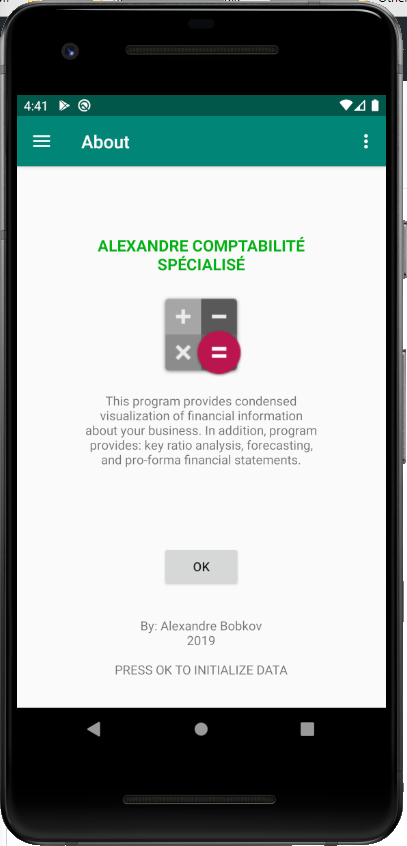 4:41
About
ALEXANDRE COMPTABILITÉ
SPÉCIALISÉ
This program provides condensed
visualization of financial information
about your business. In addition, program
provides: key ratio analysis, forecasting,
and pro-forma financial statements.
OK
By: Alexandre Bobkov
2019
PRESS OK TO INITIALIZE DATA